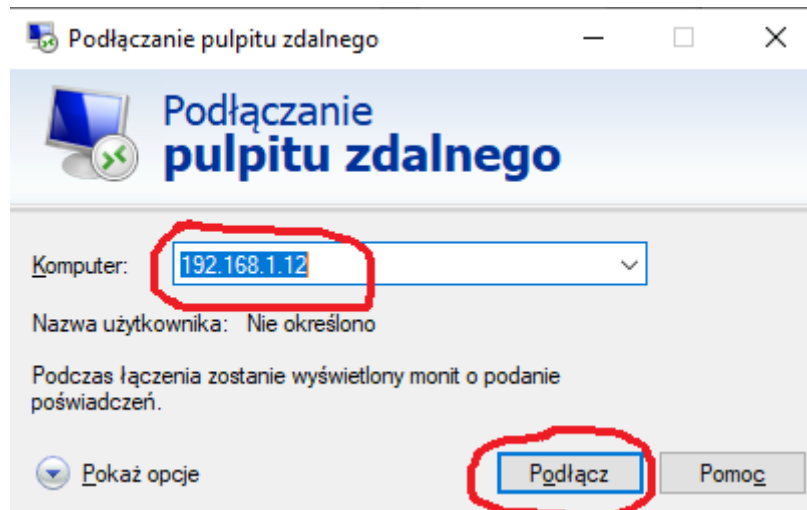 Podłączanie pulpitu zdalnego
Podłączanie
pulpitu zdalnego
Komputer: 192.168.1.12
Nazwa użytkownika: Nie określono
Podczas łączenia zostanie wyświetlony monit o podanie
poświadczeń.
Pokaż opcje Podłącz Pomoc